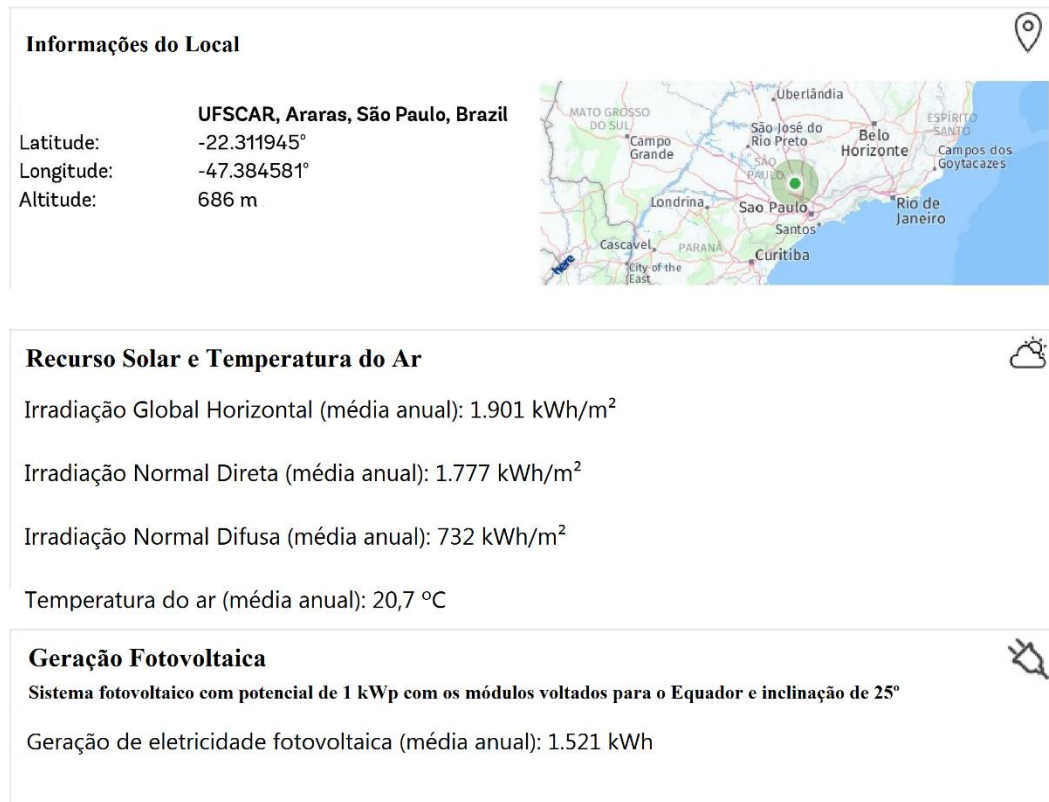 Informações do Local
UFSCAR, Araras, São Paulo, Brazil
Latitude: -22.311945°
Longitude: -47.384581°
Altitude: 686 m
Uberlândia
MATO GROSSO
DO SUL
ESPÍRITO
SANTO
Campo
Grande
São José do
Rio Preto
Belo
Horizonte
Campos dos
Goytacazes
SÃO
PAULO
Londrina
Sao Paulo
Rio de
Janeiro
Santos
Cascavel
PARANÁ
Curitiba
City of the
East
here
Recurso Solar e Temperatura do Ar
Irradiação Global Horizontal (média anual): 1.901 kWh/m²
Irradiação Normal Direta (média anual): 1.777 kWh/m²
Irradiação Normal Difusa (média anual): 732 kWh/m²
Temperatura do ar (média anual): 20,7 ºC
Geração Fotovoltaica
Sistema fotovoltaico com potencial de 1 kWp com os módulos voltados para o Equador e inclinação de 25º
Geração de eletricidade fotovoltaica (média anual): 1.521 kWh